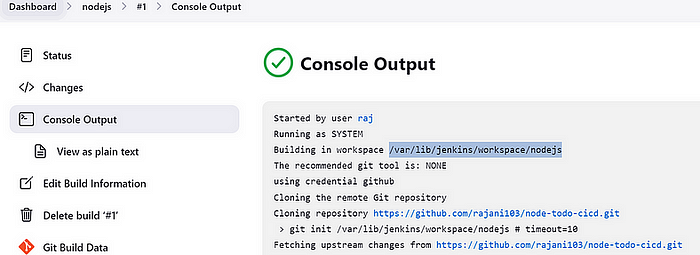 Dashboard > nodejs > #1 > Console Output
Status
Changes
Console Output
View as plain text
Edit Build Information
Delete build ‘#1’
Git Build Data
Console Output
Started by user raj
Running as SYSTEM
Building in workspace /var/lib/jenkins/workspace/nodejs
The recommended git tool is: NONE
using credential github
Cloning the remote Git repository
Cloning repository https://github.com/rajani103/node-todo-cicd.git
> git init /var/lib/jenkins/workspace/nodejs # timeout=10
Fetching upstream changes from https://github.com/rajani103/node-todo-cicd.git